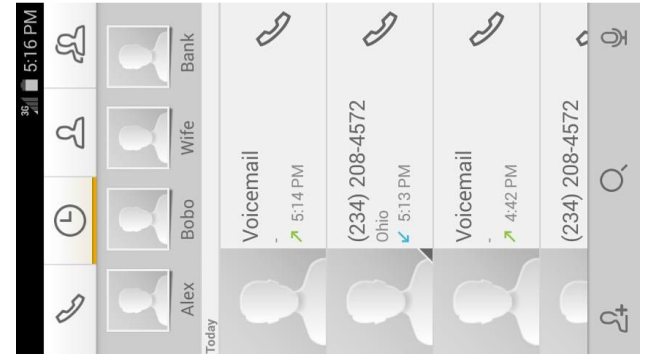 3G 5:16 PM
Alex Bobo Wife Bank
Today
Voicemail
-
5:14 PM
(234) 208-4572
Ohio
5:13 PM
Voicemail
-
4:42 PM
(234) 208-4572